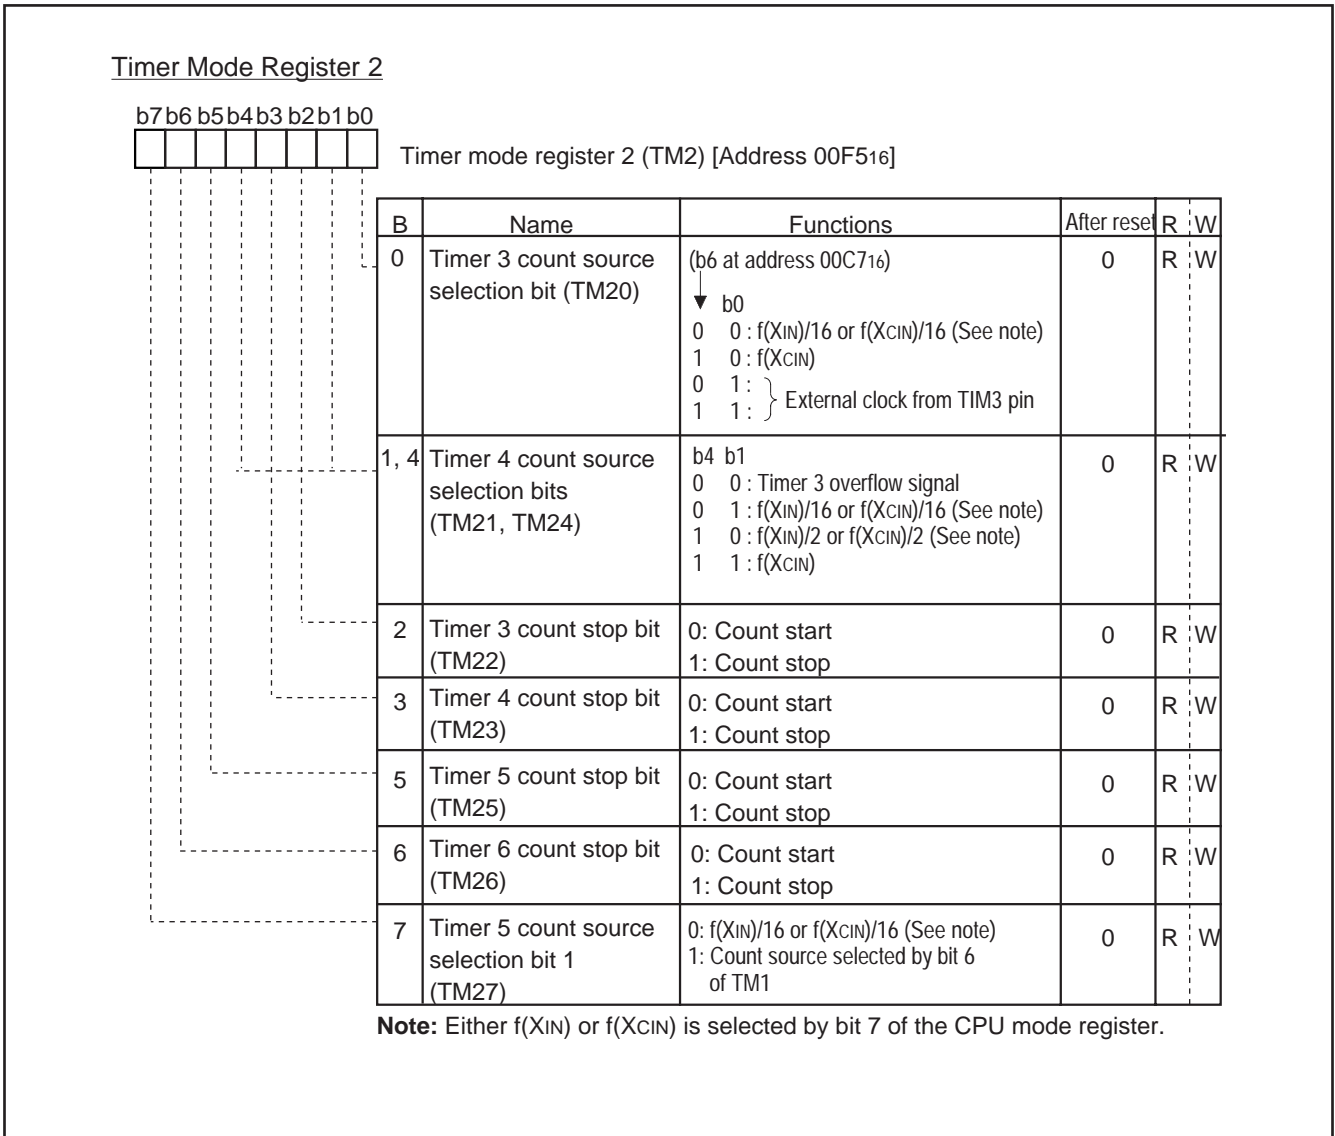 Timer Mode Register 2
b7 b6 b5 b4 b3 b2 b1 b0
Timer mode register 2 (TM2) [Address 00F516]
B Name Functions After reset R W
0 Timer 3 count source selection bit (TM20) (b6 at address 00C716) 0 R W
b0
0 0 : f(XIN)/16 or f(XCIN)/16 (See note)
1 0 : f(XCIN)
0 1 :
1 1 : External clock from TIM3 pin
1, 4 Timer 4 count source selection bits (TM21, TM24) b4 b1 0 R W
0 0 : Timer 3 overflow signal
0 1 : f(XIN)/16 or f(XCIN)/16 (See note)
1 0 : f(XIN)/2 or f(XCIN)/2 (See note)
1 1 : f(XCIN)
2 Timer 3 count stop bit (TM22) 0: Count start 0 R W
1: Count stop
3 Timer 4 count stop bit (TM23) 0: Count start 0 R W
1: Count stop
5 Timer 5 count stop bit (TM25) 0: Count start 0 R W
1: Count stop
6 Timer 6 count stop bit (TM26) 0: Count start 0 R W
1: Count stop
7 Timer 5 count source selection bit 1 (TM27) 0: f(XIN)/16 or f(XCIN)/16 (See note) 0 R W
1: Count source selected by bit 6
of TM1
Note: Either f(XIN) or f(XCIN) is selected by bit 7 of the CPU mode register.